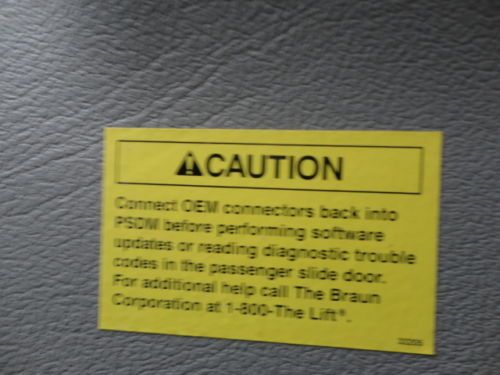 CAUTION
Connect OEM connectors back into
PSDM before performing software
updates or reading diagnostic trouble
codes in the passenger slide door.
For additional help call The Braun
Corporation at 1-800-The Lift®.